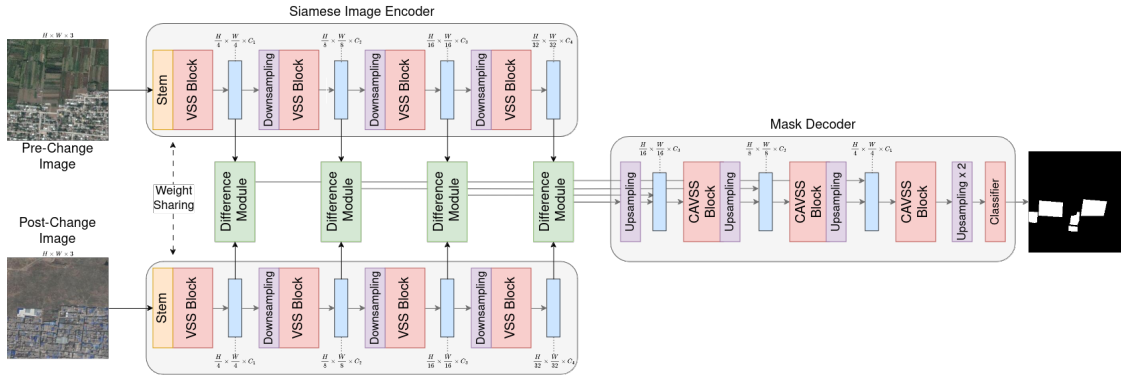 Siamese Image Encoder
H × W × 3
H/4 × W/4 × C₁
H/8 × W/8 × C₂
H/16 × W/16 × C₃
H/32 × W/32 × C₄
Stem
VSS Block
Downsampling
VSS Block
Downsampling
VSS Block
Downsampling
VSS Block
Pre-Change
Image
Weight
Sharing
Difference
Module
Difference
Module
Difference
Module
Difference
Module
Mask Decoder
H/16 × W/16 × C₃
H/8 × W/8 × C₂
H/4 × W/4 × C₁
Upsampling
CAVSS
Block
Upsampling
CAVSS
Block
Upsampling
CAVSS
Block
Upsampling x 2
Classifier
Post-Change
Image
H × W × 3
Stem
VSS Block
Downsampling
VSS Block
Downsampling
VSS Block
Downsampling
VSS Block
H/4 × W/4 × C₁
H/8 × W/8 × C₂
H/16 × W/16 × C₃
H/32 × W/32 × C₄